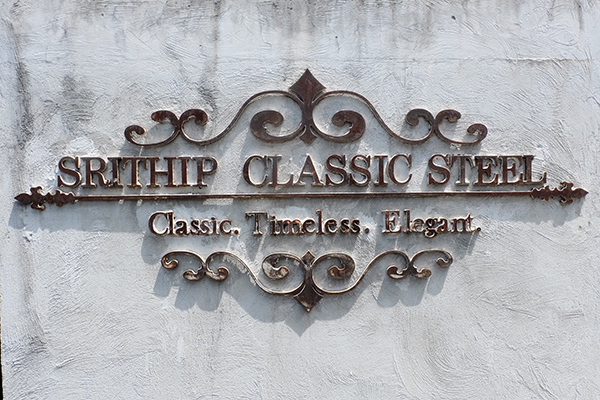 SRITHIP CLASSIC STEEL
Classic. Timeless. Elegant.